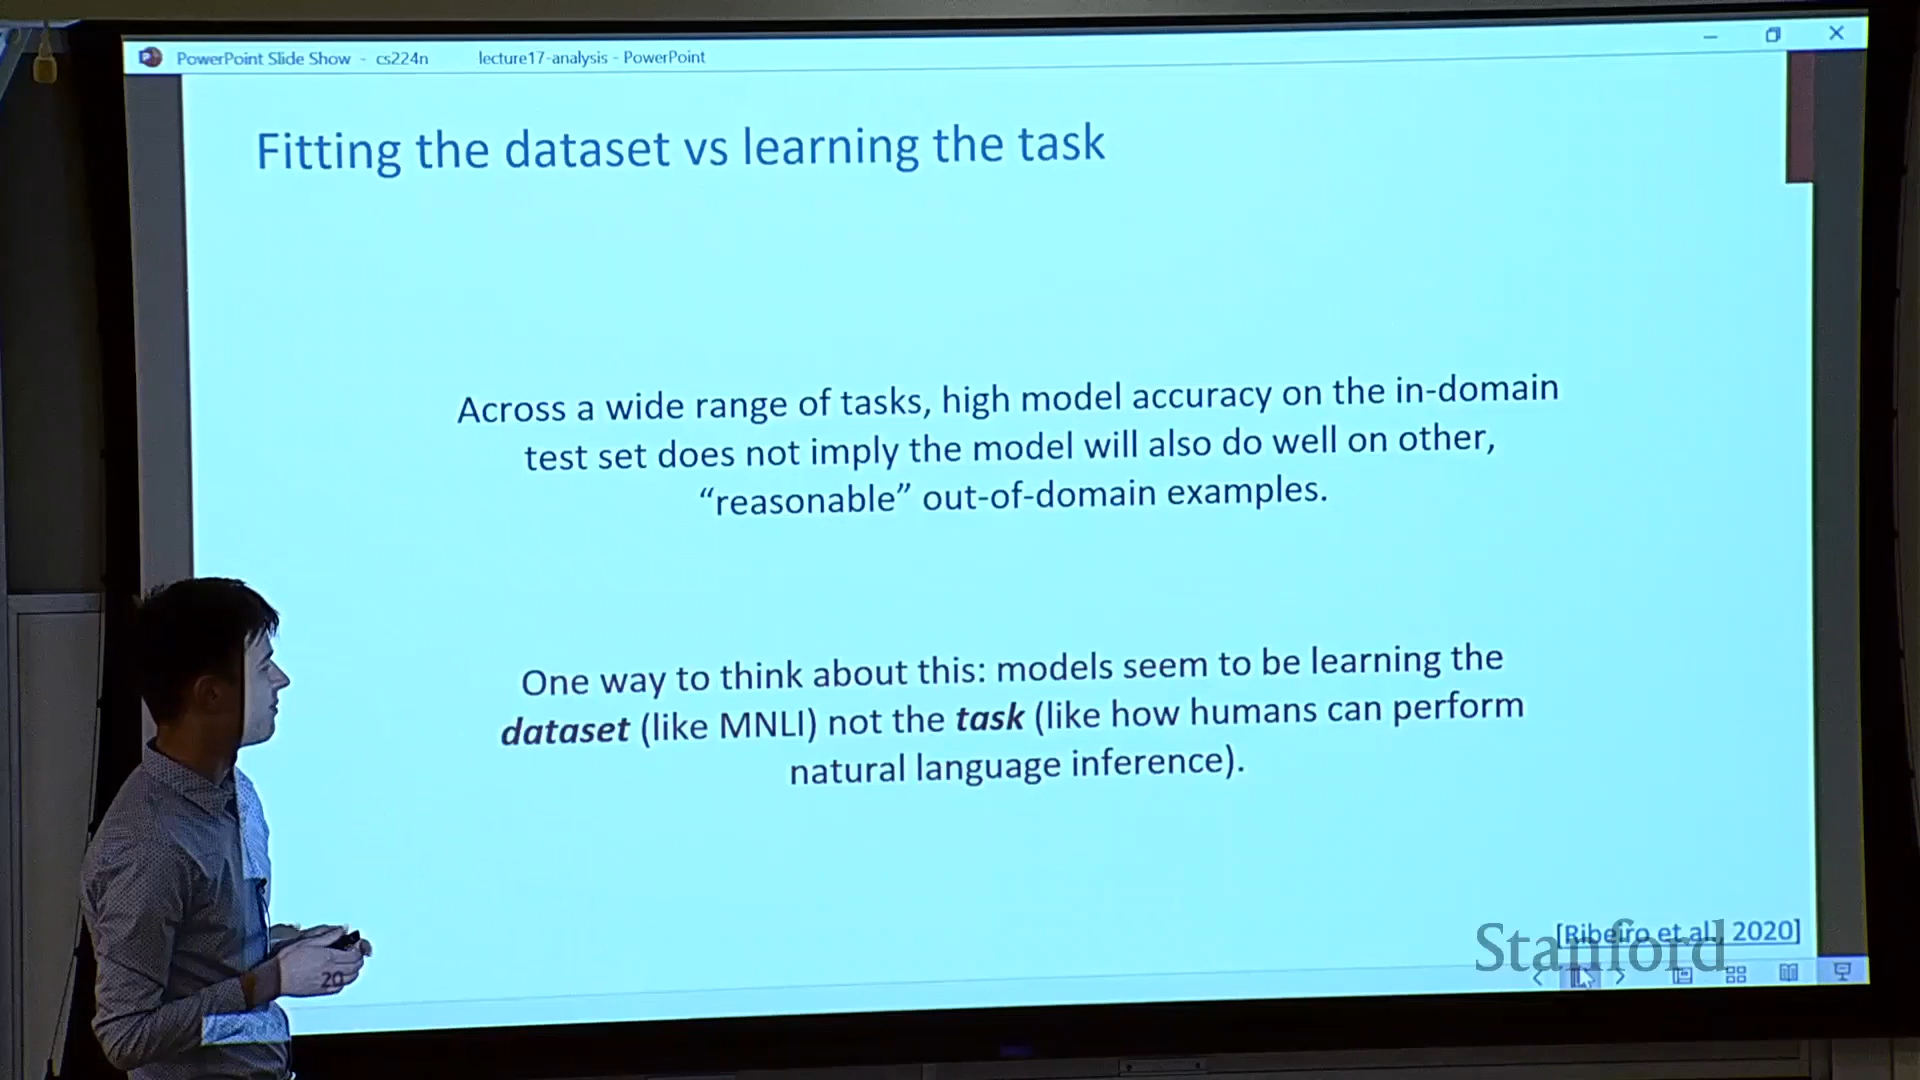 PowerPoint Slide Show - cs224n lecture17-analysis - PowerPoint
Fitting the dataset vs learning the task
Across a wide range of tasks, high model accuracy on the in-domain
test set does not imply the model will also do well on other,
“reasonable” out-of-domain examples.
One way to think about this: models seem to be learning the
dataset (like MNLI) not the task (like how humans can perform
natural language inference).
[Ribeiro et al., 2020]
Stanford
20